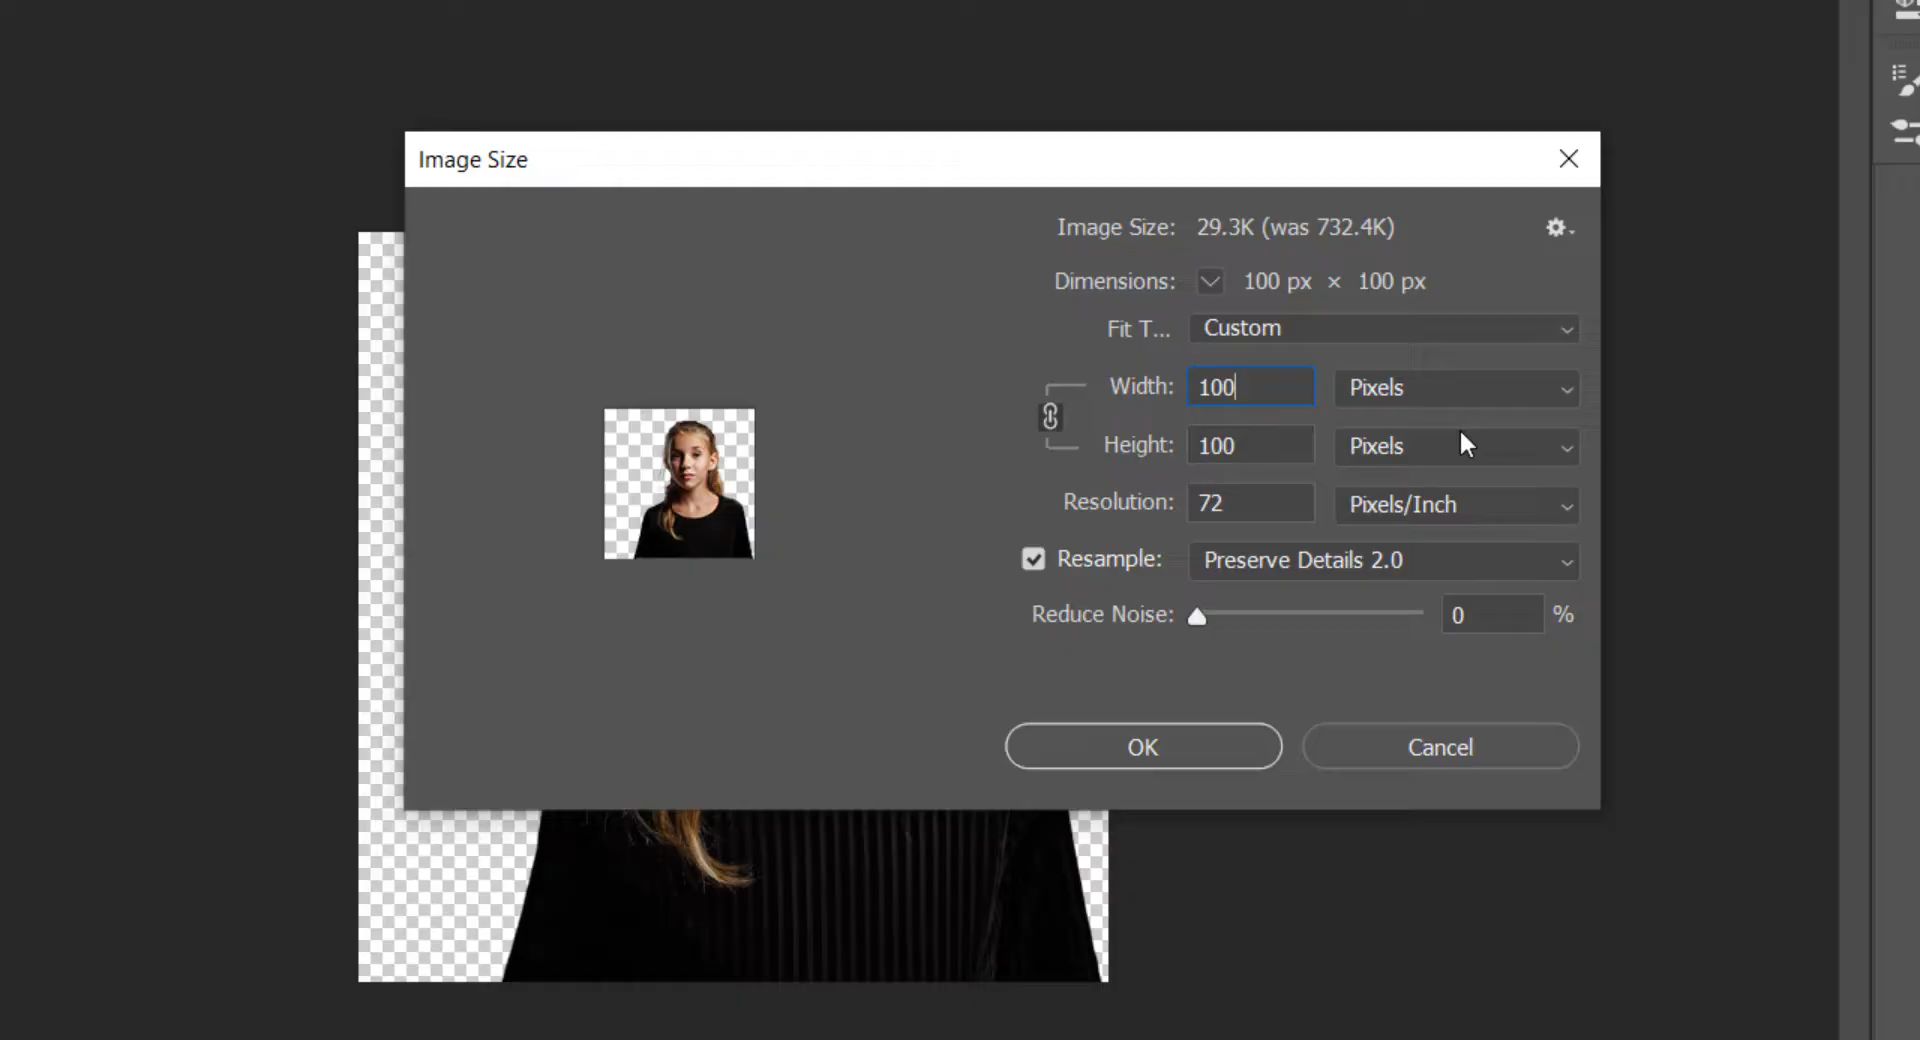 Image Size
Image Size: 29.3K (was 732.4K)
Dimensions: 100 px × 100 px
Fit T... Custom
Width: 100 Pixels
Height: 100 Pixels
Resolution: 72 Pixels/Inch
Resample: Preserve Details 2.0
Reduce Noise: 0 %
OK Cancel